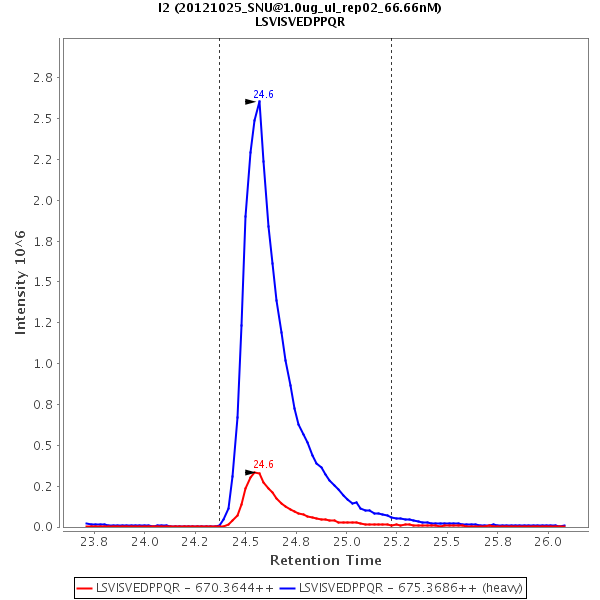 I2 (20121025_SNU@1.0ug_ul_rep02_66.66nM)
LSVISVEDPPQR
Intensity 10^6
2.8
2.5
2.2
2.0
1.8
1.5
1.2
1.0
0.8
0.5
0.2
0.0
24.6
24.6
23.8 24.0 24.2 24.5 24.8 25.0 25.2 25.5 25.8 26.0
Retention Time
LSVISVEDPPQR - 670.3644++ LSVISVEDPPQR - 675.3686++ (heavy)